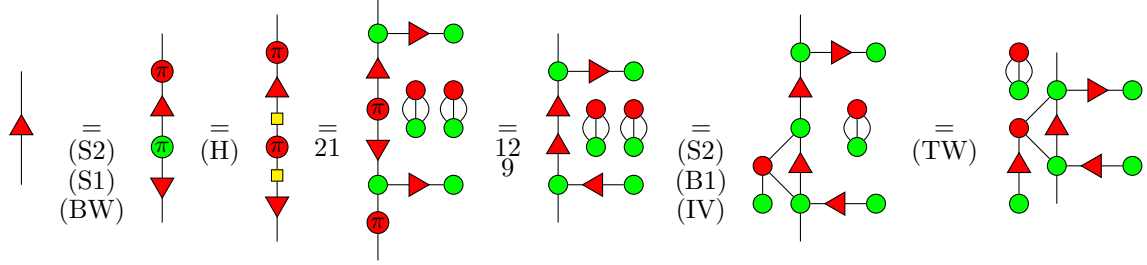 π
π
=
(S2)
(S1)
(BW)
=
(H)
π
π
=
21
π
π
=
12
9
=
(S2)
(B1)
(IV)
=
(TW)